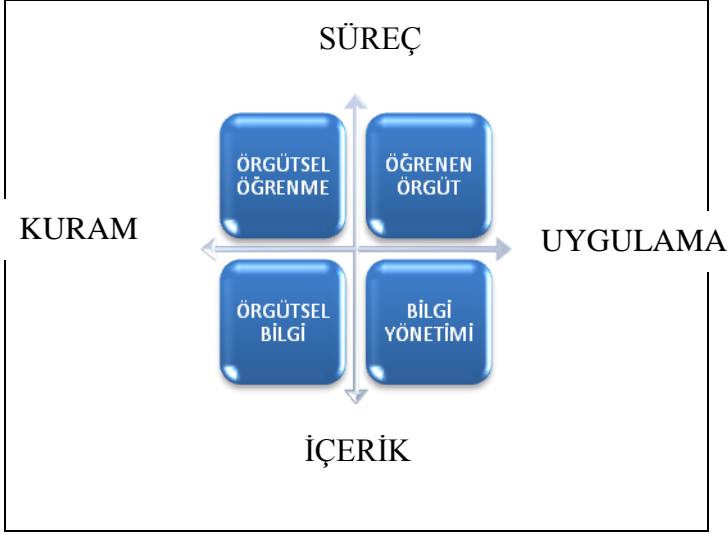 SÜREÇ
ÖRGÜTSEL
ÖĞRENME
ÖĞRENEN
ÖRGÜT
KURAM
UYGULAMA
ÖRGÜTSEL
BİLGİ
BİLGİ
YÖNETİMİ
İÇERİK